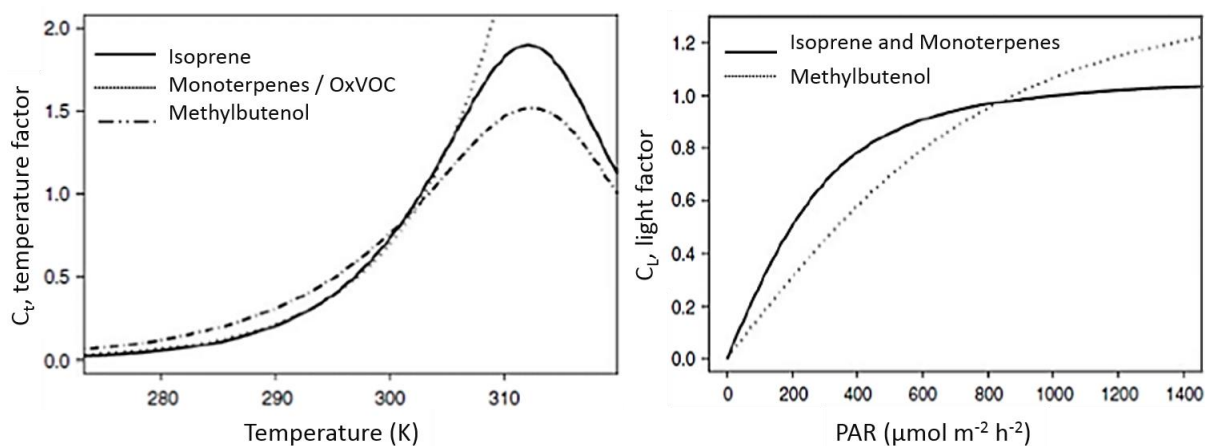 2.0
1.5
1.0
0.5
0.0
Isoprene
Monoterpenes / OxVOC
Methylbutenol
Cₜ, temperature factor
280 290 300 310
Temperature (K)
1.2
1.0
0.8
0.6
0.4
0.2
0.0
Isoprene and Monoterpenes
Methylbutenol
C_L, light factor
0 200 400 600 800 1000 1200 1400
PAR (μmol m⁻² h⁻²)